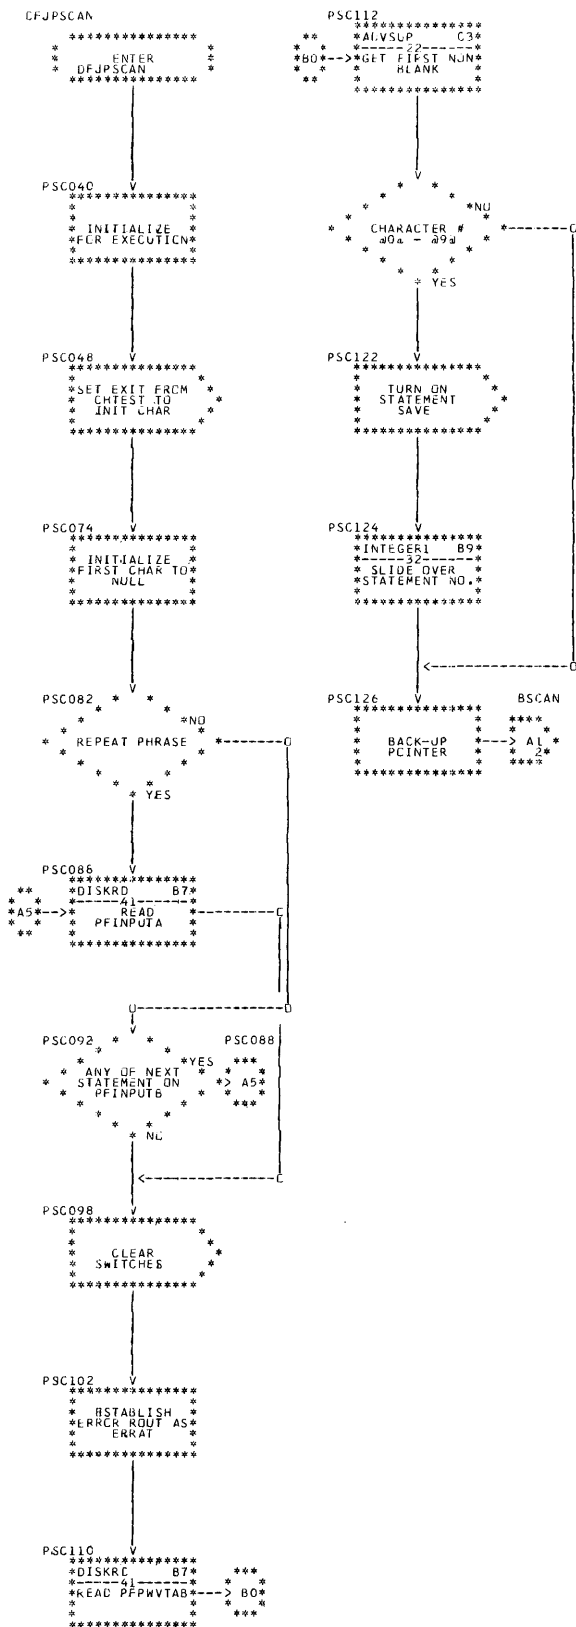 DFJPSCAN
ENTER
DFJPSCAN
PSC040
INITIALIZE
FOR EXECUTION
PSC048
SET EXIT FROM
CHTEST TO
INIT CHAR
PSC074
INITIALIZE
FIRST CHAR TO
NULL
PSC082
NO
REPEAT PHRASE
YES
PSC086
DISKRD B7
41
A5
READ
PFINPUTA
PSC092 PSC088
YES
ANY OF NEXT
STATEMENT ON
PFINPUTB
A5
NO
PSC098
CLEAR
SWITCHES
PSC102
ESTABLISH
ERROR ROUT AS
ERRAT
PSC110
DISKRD B7
41
READ PFPWVTAB
B0
PSC112
ADVSUP C3
22
B0
GET FIRST NON
BLANK
NO
CHARACTER #
@0@ - @9@
YES
PSC122
TURN ON
STATEMENT
SAVE
PSC124
INTEGER1 B9
32
SLIDE OVER
STATEMENT NO.
PSC126 BSCAN
BACK-UP
POINTER
A1
2